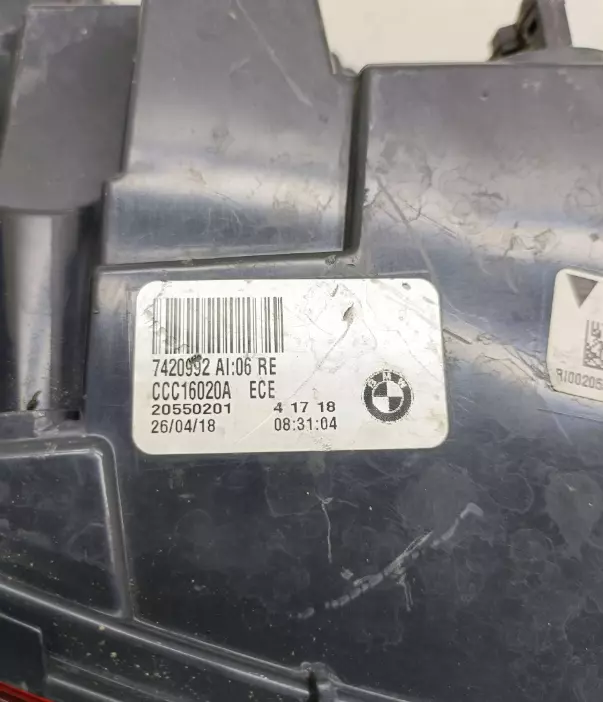 7420992 AI:06 RE
CCC16020A ECE
20550201 4 17 18
26/04/18 08:31:04
BMW